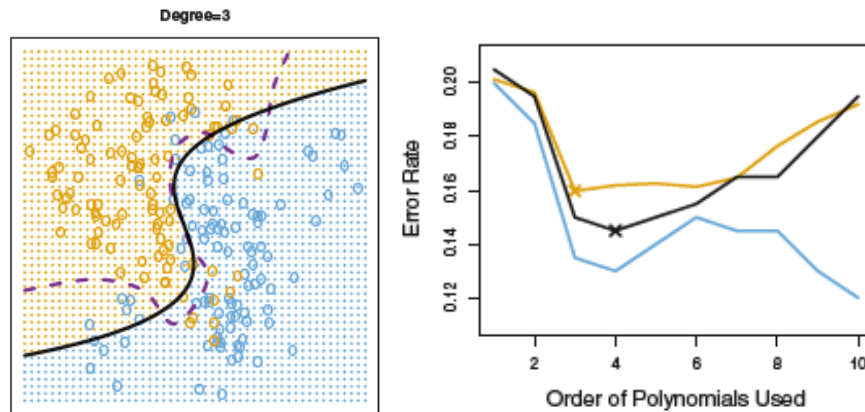 Degree=3
Error Rate
0.20
0.18
0.16
0.14
0.12
2 4 6 8 10
Order of Polynomials Used